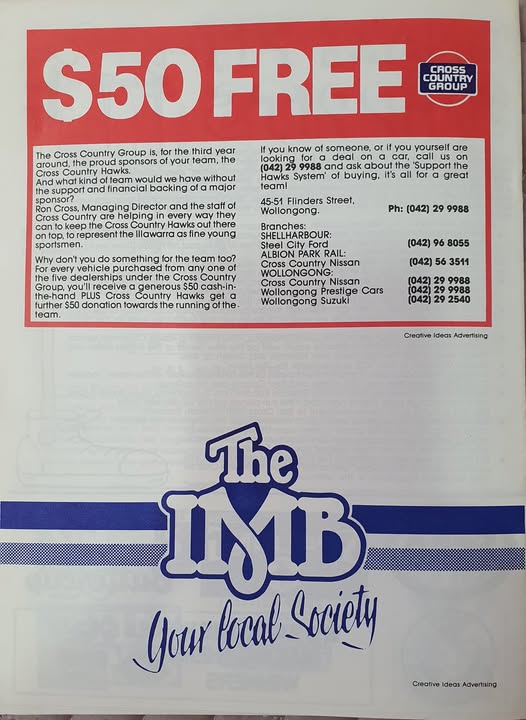 $50 FREE
CROSS
COUNTRY
GROUP
The Cross Country Group is, for the third year
around, the proud sponsors of your team, the
Cross Country Hawks.
And what kind of team would we have without
the support and financial backing of a major
sponsor?
Ron Cross, Managing Director and the staff of
Cross Country are helping in every way they
can to keep the Cross Country Hawks out there
on top, to represent the Illawarra as fine young
sportsmen.
Why don't you do something for the team too?
For every vehicle purchased from any one of
the five dealerships under the Cross Country
Group, you'll receive a generous $50 cash-in-
the-hand PLUS Cross Country Hawks get a
further $50 donation towards the running of the
team.
If you know of someone, or if yourself are
looking for a deal on a car, call us on
(042) 29 9988 and ask about the 'Support the
Hawks System' of buying, it's all for a great
team!
45-51 Flinders Street,
Wollongong. Ph: (042) 29 9988
Branches:
SHELLHARBOUR:
Steel City Ford (042) 96 8055
ALBION PARK RAIL:
Cross Country Nissan (042) 56 3511
WOLLONGONG:
Cross Country Nissan (042) 29 9988
Wollongong Prestige Cars (042) 29 9988
Wollongong Suzuki (042) 29 2540
Creative Ideas Advertising
The
IMB
Your local Society
Creative Ideas Advertising